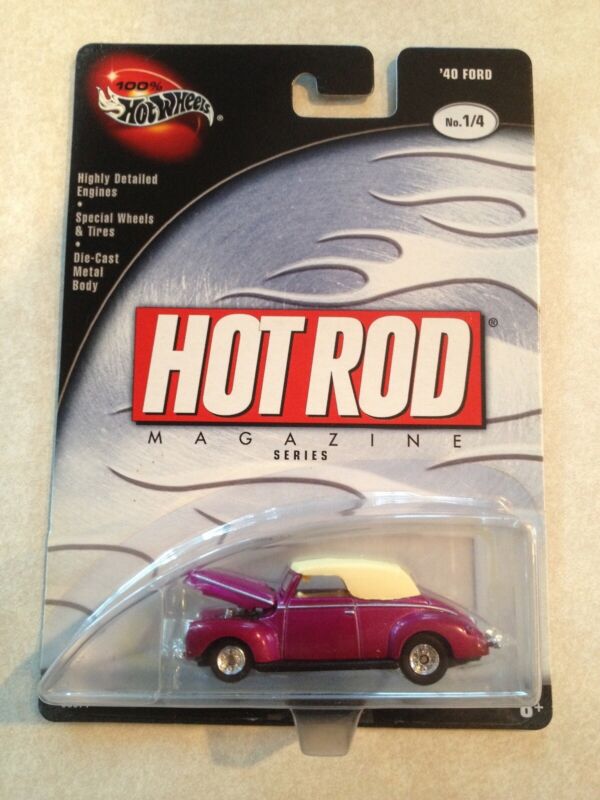 100%
HOT WHEELS®
'40 FORD
No.1/4
Highly Detailed
Engines
•
Special Wheels
& Tires
•
Die-Cast
Metal
Body
HOT ROD®
MAGAZINE
SERIES
6+